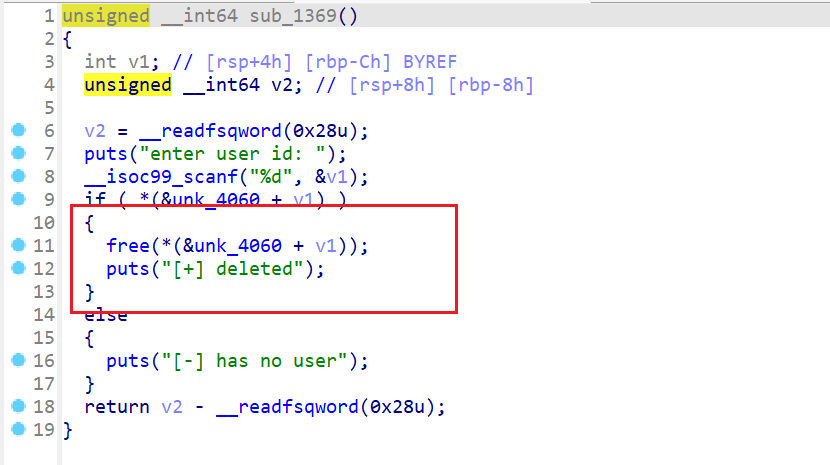 1 unsigned __int64 sub_1369()
2 {
3 int v1; // [rsp+4h] [rbp-Ch] BYREF
4 unsigned __int64 v2; // [rsp+8h] [rbp-8h]
5
6 v2 = __readfsqword(0x28u);
7 puts("enter user id: ");
8 __isoc99_scanf("%d", &v1);
9 if ( *(&unk_4060 + v1) )
10 {
11 free(*(&unk_4060 + v1));
12 puts("[+] deleted");
13 }
14 else
15 {
16 puts("[-] has no user");
17 }
18 return v2 - __readfsqword(0x28u);
19 }